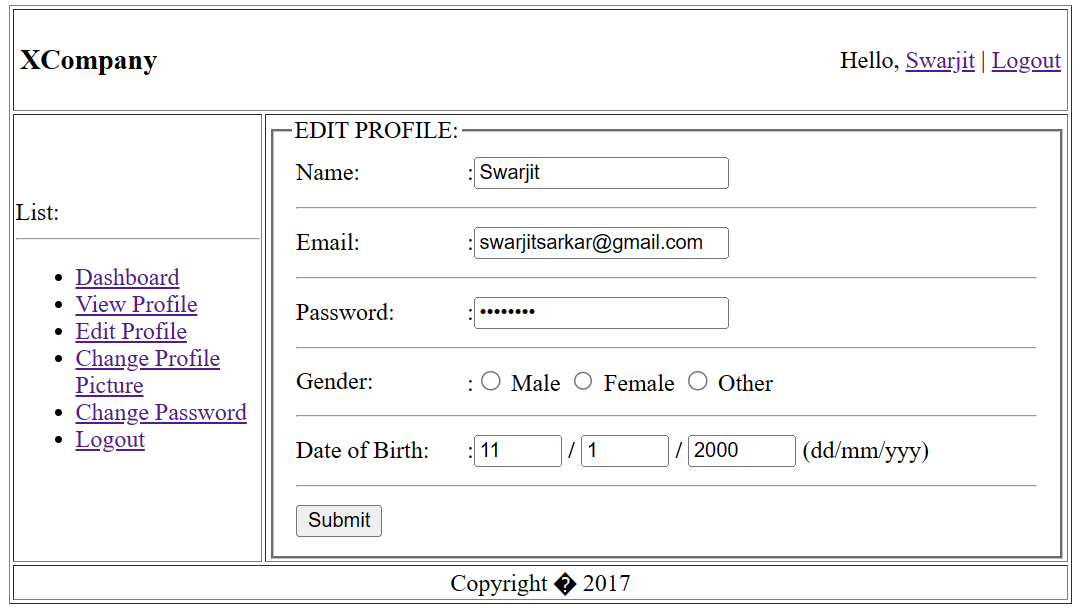 XCompany
Hello, Swarjit | Logout
List:
• Dashboard
• View Profile
• Edit Profile
• Change Profile
Picture
• Change Password
• Logout
EDIT PROFILE:
Name: :Swarjit
Email: :swarjitsarkar@gmail.com
Password: :••••••••
Gender: : Male Female Other
Date of Birth: :11 / 1 / 2000 (dd/mm/yyy)
Submit
Copyright � 2017